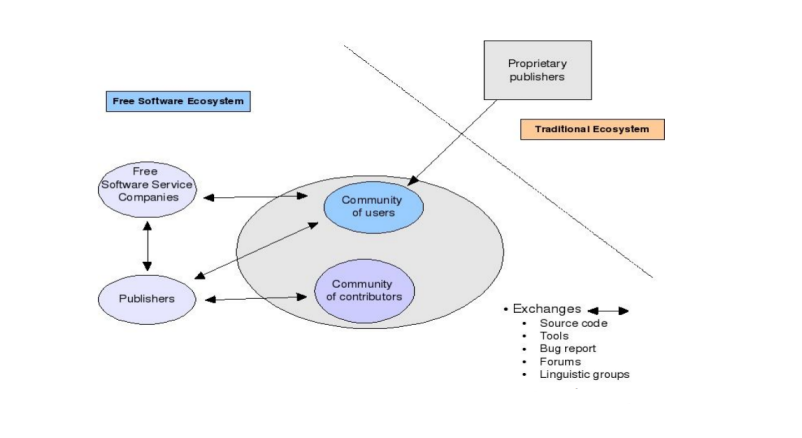 Proprietary
publishers
Free Software Ecosystem
Traditional Ecosystem
Free
Software Service
Companies
Community
of users
Publishers
Community
of contributors
• Exchanges
• Source code
• Tools
• Bug report
• Forums
• Linguistic groups